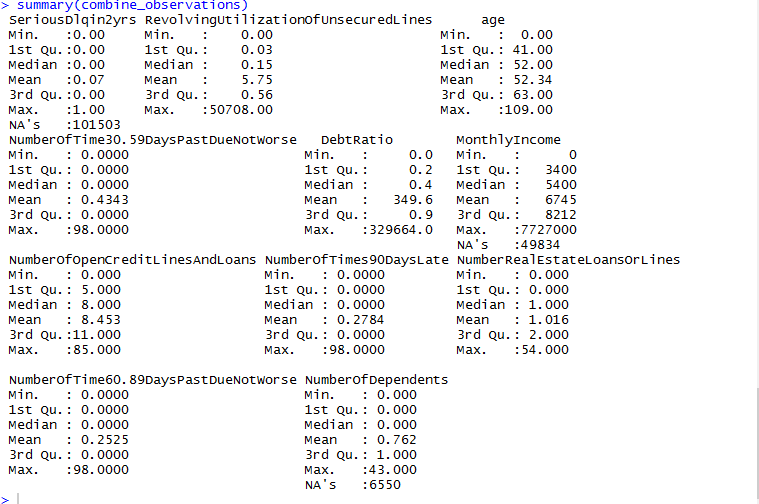 > summary(combine_observations)
 SeriousDlqin2yrs RevolvingUtilizationOfUnsecuredLines      age
 Min.   :0.00     Min.   :    0.00                     Min.   :  0.00
 1st Qu.:0.00     1st Qu.:    0.03                     1st Qu.: 41.00
 Median :0.00     Median :    0.15                     Median : 52.00
 Mean   :0.07     Mean   :    5.75                     Mean   : 52.34
 3rd Qu.:0.00     3rd Qu.:    0.56                     3rd Qu.: 63.00
 Max.   :1.00     Max.   :50708.00                     Max.   :109.00
 NA's   :101503
 NumberOfTime30.59DaysPastDueNotWorse   DebtRatio        MonthlyIncome
 Min.   : 0.0000                      Min.   :     0.0   Min.   :      0
 1st Qu.: 0.0000                      1st Qu.:     0.2   1st Qu.:   3400
 Median : 0.0000                      Median :     0.4   Median :   5400
 Mean   : 0.4343                      Mean   :   349.6   Mean   :   6745
 3rd Qu.: 0.0000                      3rd Qu.:     0.9   3rd Qu.:   8212
 Max.   :98.0000                      Max.   :329664.0   Max.   :7727000
                                                         NA's   :49834
 NumberOfOpenCreditLinesAndLoans NumberOfTimes90DaysLate NumberRealEstateLoansOrLines
 Min.   : 0.000                  Min.   : 0.0000         Min.   : 0.000
 1st Qu.: 5.000                  1st Qu.: 0.0000         1st Qu.: 0.000
 Median : 8.000                  Median : 0.0000         Median : 1.000
 Mean   : 8.453                  Mean   : 0.2784         Mean   : 1.016
 3rd Qu.:11.000                  3rd Qu.: 0.0000         3rd Qu.: 2.000
 Max.   :85.000                  Max.   :98.0000         Max.   :54.000
 NumberOfTime60.89DaysPastDueNotWorse NumberOfDependents
 Min.   : 0.0000                      Min.   : 0.000
 1st Qu.: 0.0000                      1st Qu.: 0.000
 Median : 0.0000                      Median : 0.000
 Mean   : 0.2525                      Mean   : 0.762
 3rd Qu.: 0.0000                      3rd Qu.: 1.000
 Max.   :98.0000                      Max.   :43.000
                                      NA's   :6550
>